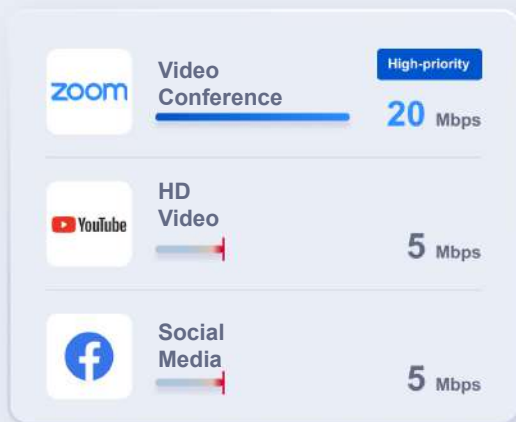 zoom
Video
Conference
High-priority
20 Mbps
YouTube
HD
Video
5 Mbps
f
Social
Media
5 Mbps